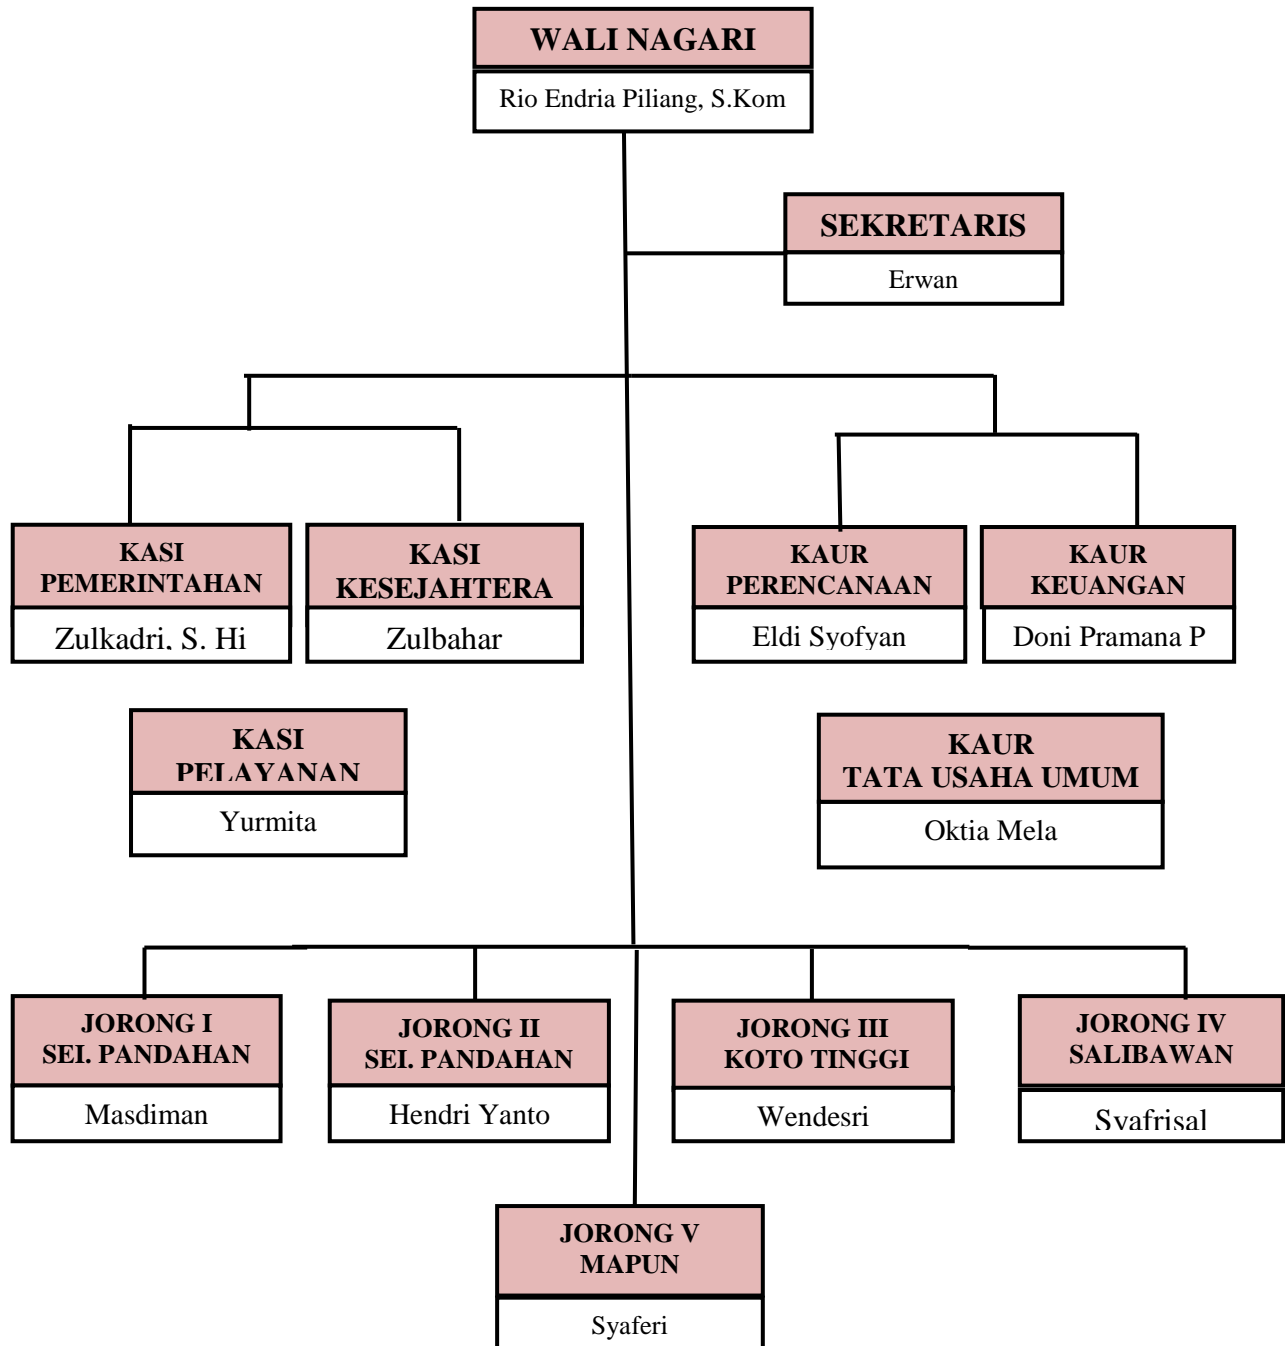 WALI NAGARI
Rio Endria Piliang, S.Kom
SEKRETARIS
Erwan
KASI
PEMERINTAHAN
Zulkadri, S. Hi
KASI
KESEJAHTERA
Zulbahar
KAUR
PERENCANAAN
Eldi Syofyan
KAUR
KEUANGAN
Doni Pramana P
KASI
PELAYANAN
Yurmita
KAUR
TATA USAHA UMUM
Oktia Mela
JORONG I
SEI. PANDAHAN
Masdiman
JORONG II
SEI. PANDAHAN
Hendri Yanto
JORONG III
KOTO TINGGI
Wendesri
JORONG IV
SALIBAWAN
Syafrisal
JORONG V
MAPUN
Syaferi